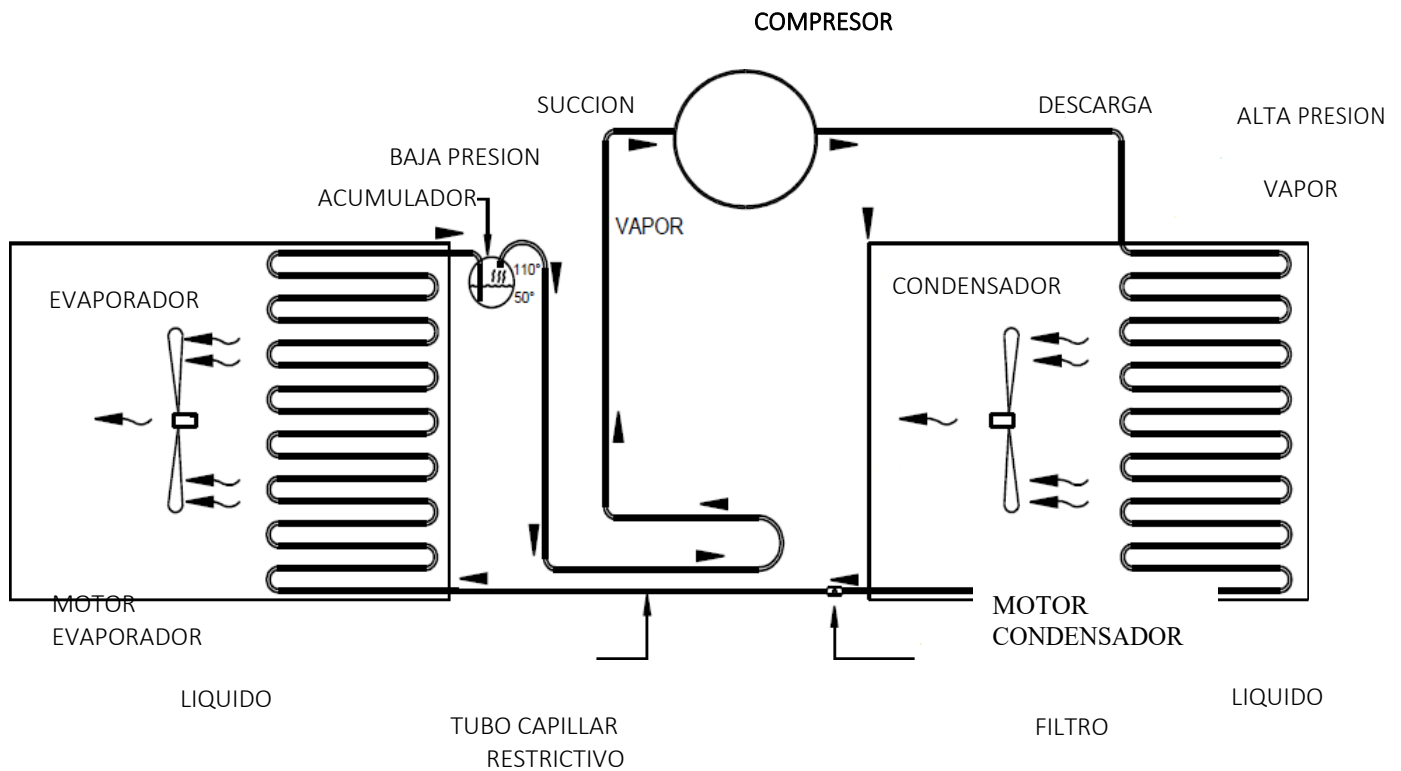 COMPRESOR
SUCCION
DESCARGA
ALTA PRESION
BAJA PRESION
ACUMULADOR
VAPOR
VAPOR
110°
50°
EVAPORADOR
CONDENSADOR
MOTOR
EVAPORADOR
MOTOR
CONDENSADOR
LIQUIDO
LIQUIDO
TUBO CAPILLAR
RESTRICTIVO
FILTRO